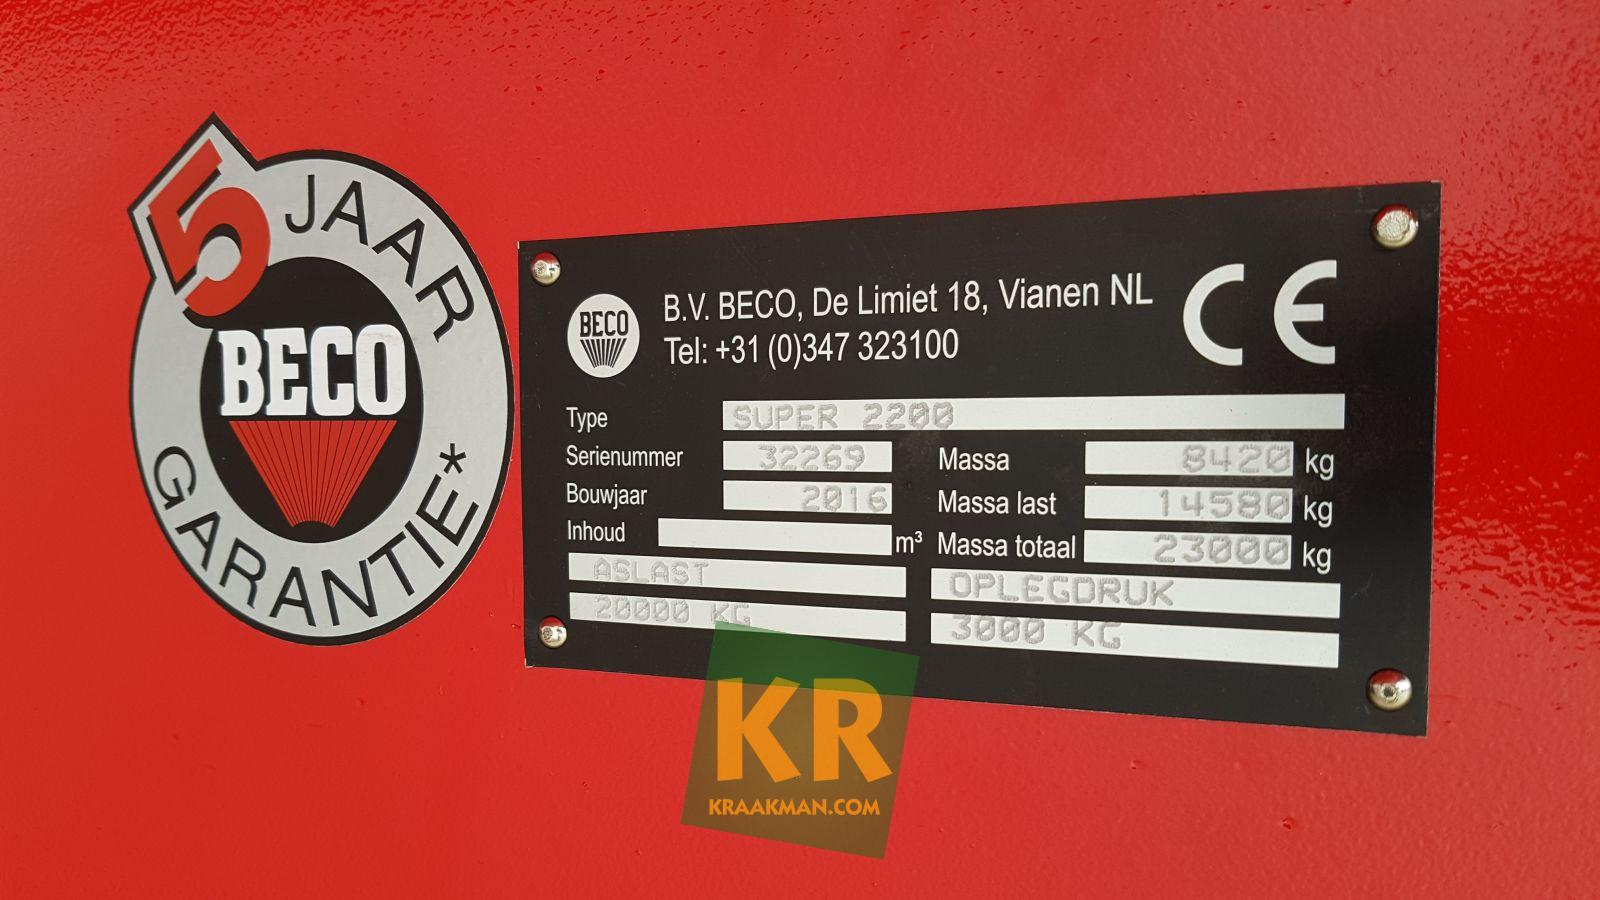 5 JAAR
BECO
GARANTIE*
BECO
B.V. BECO, De Limiet 18, Vianen NL
Tel: +31 (0)347 323100
CE
Type SUPER 2200
Serienummer 32269
Bouwjaar 2016
Inhoud m³
Massa 8420 kg
Massa last 14580 kg
Massa totaal 23000 kg
ASLAST
20000 KG
OPLEGDRUK
3000 KG
KR
KRAAKMAN.COM